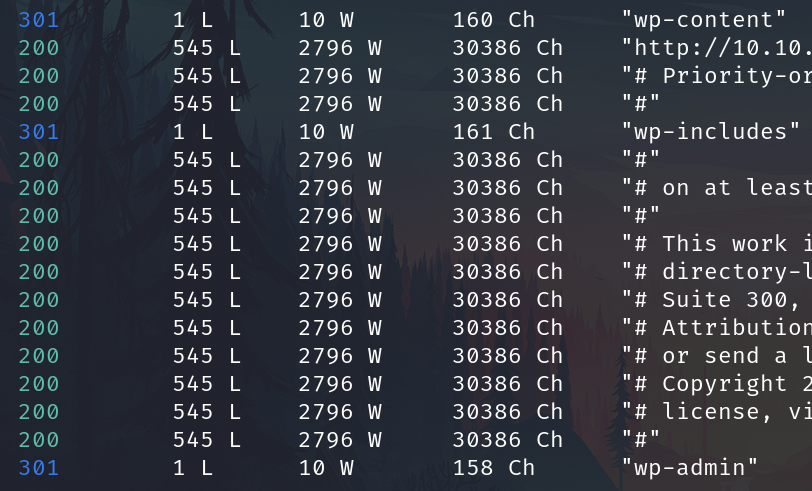 301 1 L 10 W 160 Ch "wp-content"
200 545 L 2796 W 30386 Ch "http://10.10.
200 545 L 2796 W 30386 Ch "# Priority-or
200 545 L 2796 W 30386 Ch "#"
301 1 L 10 W 161 Ch "wp-includes"
200 545 L 2796 W 30386 Ch "#"
200 545 L 2796 W 30386 Ch "# on at least
200 545 L 2796 W 30386 Ch "#"
200 545 L 2796 W 30386 Ch "# This work i
200 545 L 2796 W 30386 Ch "# directory-l
200 545 L 2796 W 30386 Ch "# Suite 300,
200 545 L 2796 W 30386 Ch "# Attribution
200 545 L 2796 W 30386 Ch "# or send a l
200 545 L 2796 W 30386 Ch "# Copyright 2
200 545 L 2796 W 30386 Ch "# license, vi
200 545 L 2796 W 30386 Ch "#"
301 1 L 10 W 158 Ch "wp-admin"